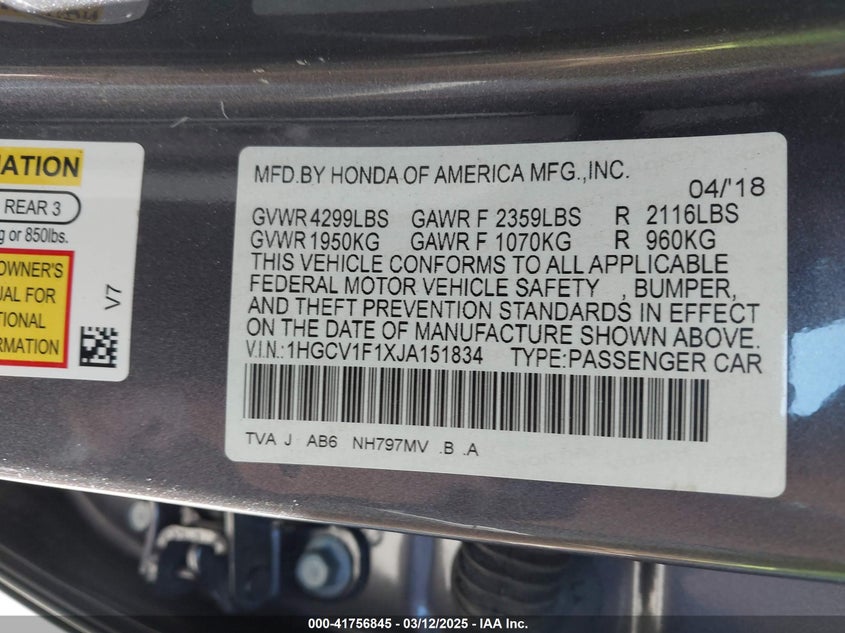 MATION
REAR 3
g or 850lbs.
OWNER'S
UAL FOR
TIONAL
ORMATION
V7
MFD.BY HONDA OF AMERICA MFG.,INC.
04/'18
GVWR 4299LBS GAWR F 2359LBS R 2116LBS
GVWR 1950KG GAWR F 1070KG R 960KG
THIS VEHICLE CONFORMS TO ALL APPLICABLE
FEDERAL MOTOR VEHICLE SAFETY , BUMPER,
AND THEFT PREVENTION STANDARDS IN EFFECT
ON THE DATE OF MANUFACTURE SHOWN ABOVE.
V.I.N.:1HGCV1F1XJA151834 TYPE:PASSENGER CAR
TVA J AB6 NH797MV .B .A
000-41756845 - 03/12/2025 - IAA Inc.